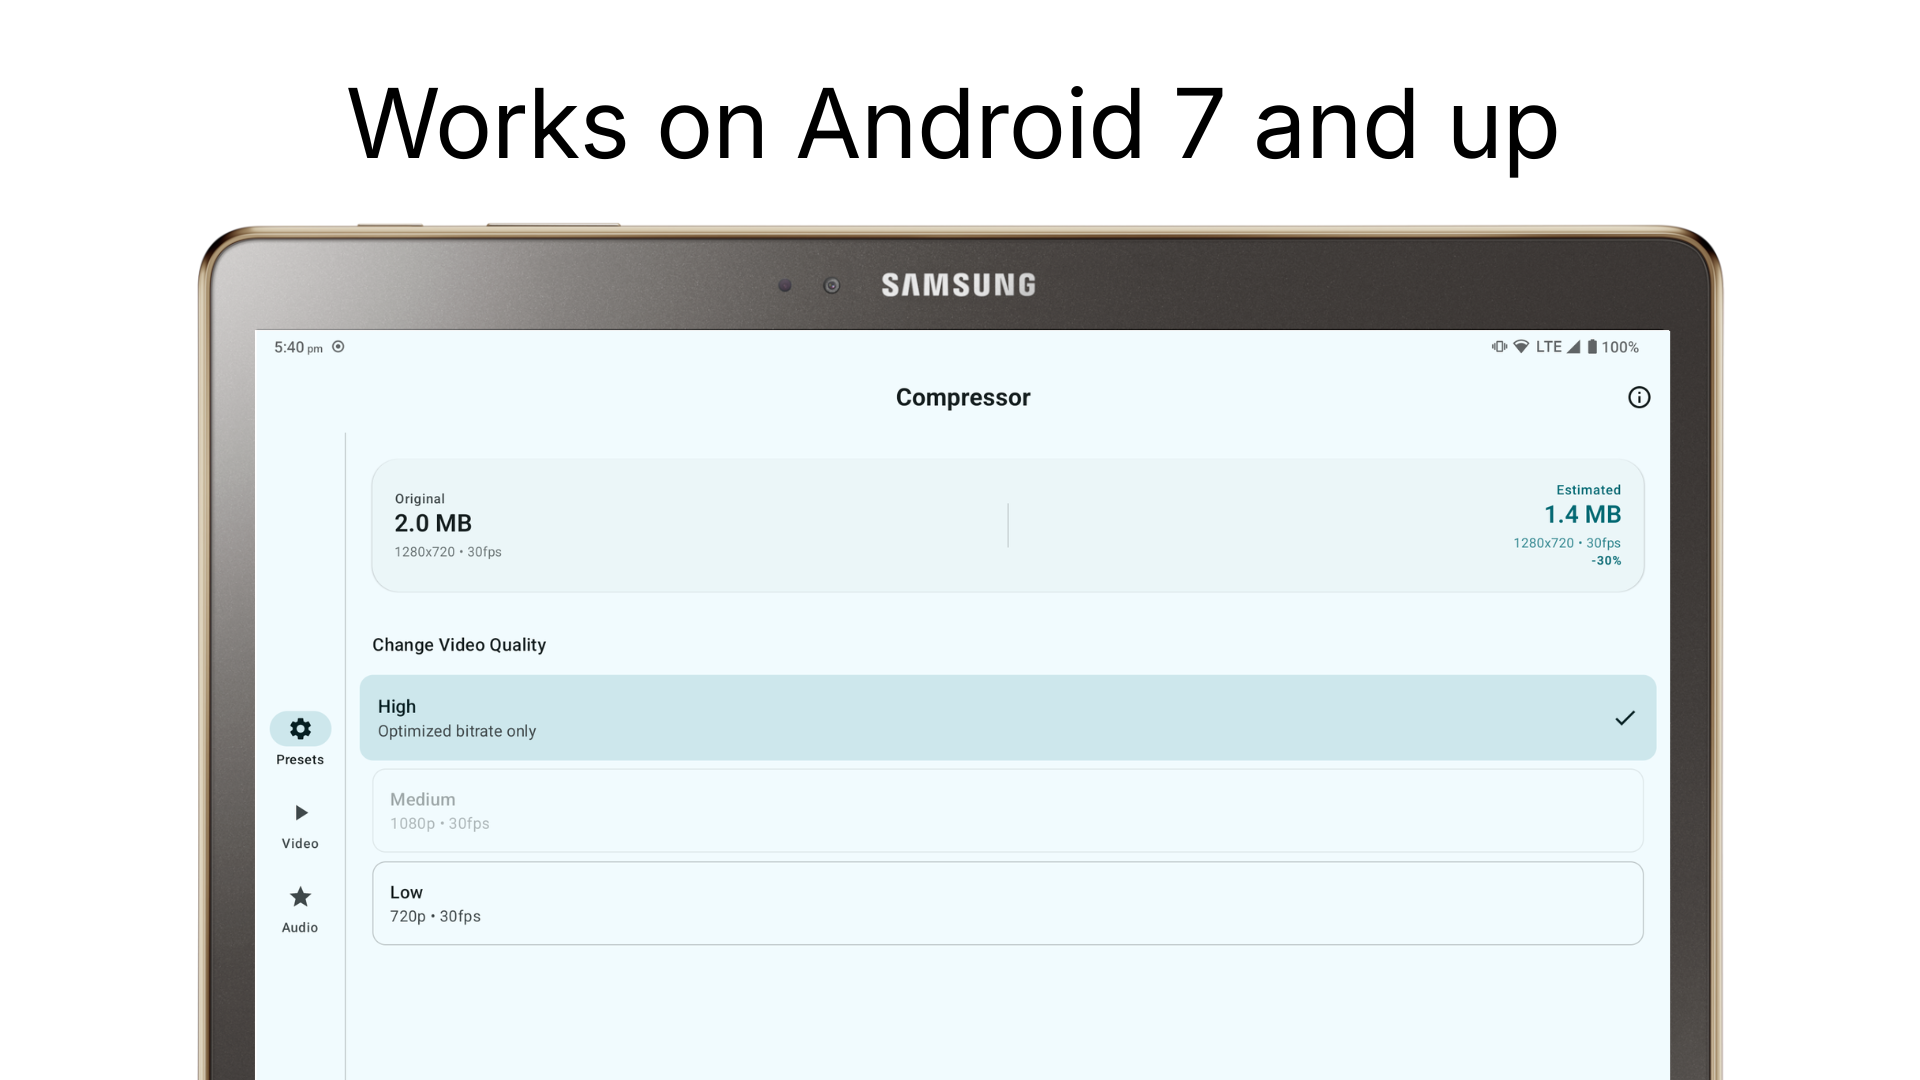 Works on Android 7 and up
SAMSUNG
5:40 pm
LTE 100%
Compressor
Original
2.0 MB
1280x720 • 30fps
Estimated
1.4 MB
1280x720 • 30fps
-30%
Change Video Quality
High
Optimized bitrate only
Presets
Medium
1080p • 30fps
Video
Low
720p • 30fps
Audio